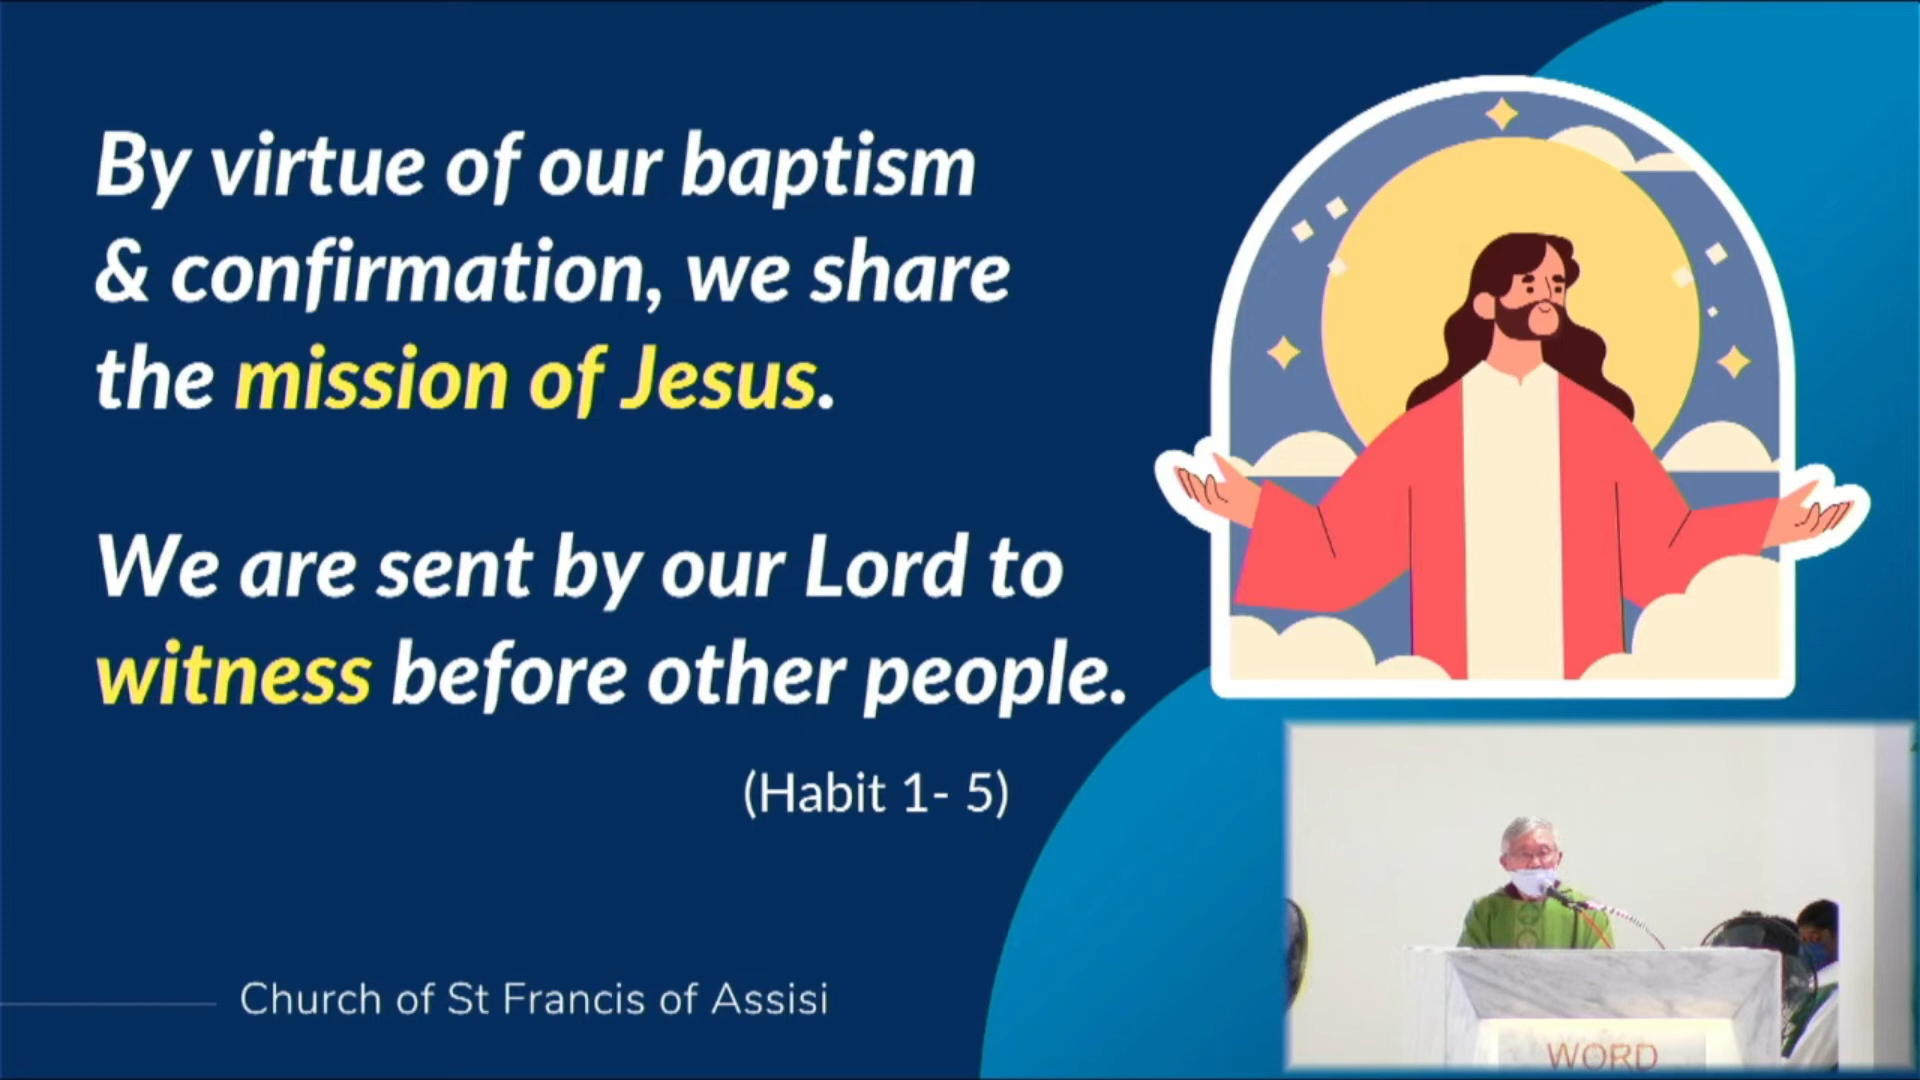 By virtue of our baptism
& confirmation, we share
the mission of Jesus.
We are sent by our Lord to
witness before other people.
(Habit 1- 5)
Church of St Francis of Assisi
WORD